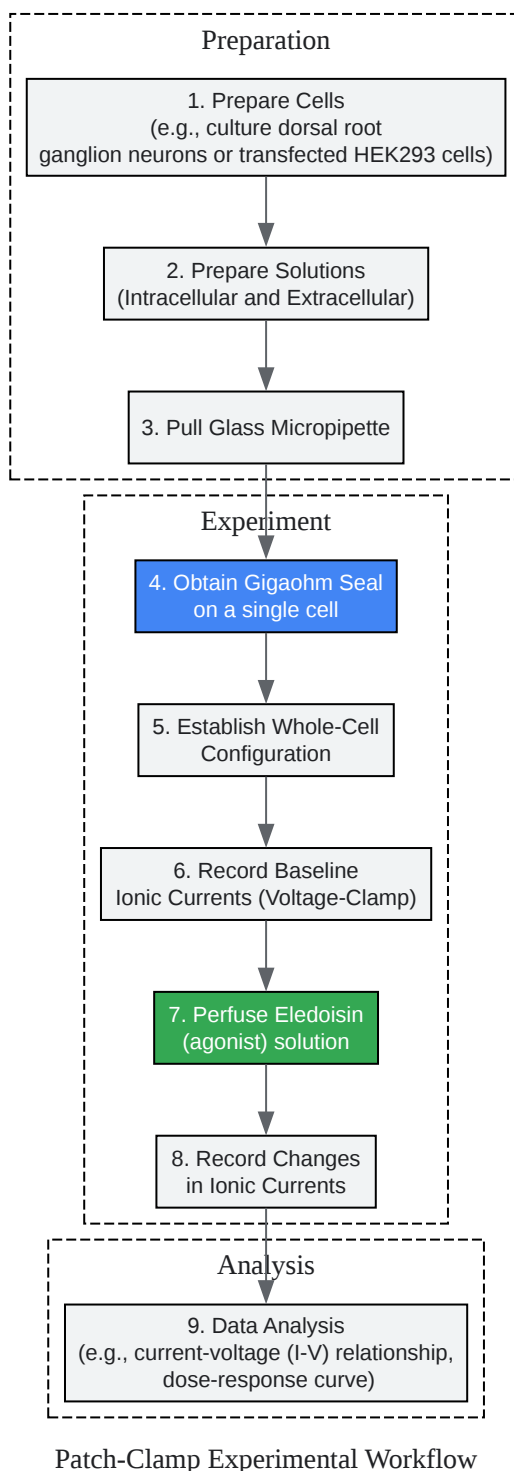 Preparation
1. Prepare Cells
(e.g., culture dorsal root
ganglion neurons or transfected HEK293 cells)
2. Prepare Solutions
(Intracellular and Extracellular)
3. Pull Glass Micropipette
Experiment
4. Obtain Gigaohm Seal
on a single cell
5. Establish Whole-Cell
Configuration
6. Record Baseline
Ionic Currents (Voltage-Clamp)
7. Perfuse Eledoisin
(agonist) solution
8. Record Changes
in Ionic Currents
Analysis
9. Data Analysis
(e.g., current-voltage (I-V) relationship,
dose-response curve)
Patch-Clamp Experimental Workflow